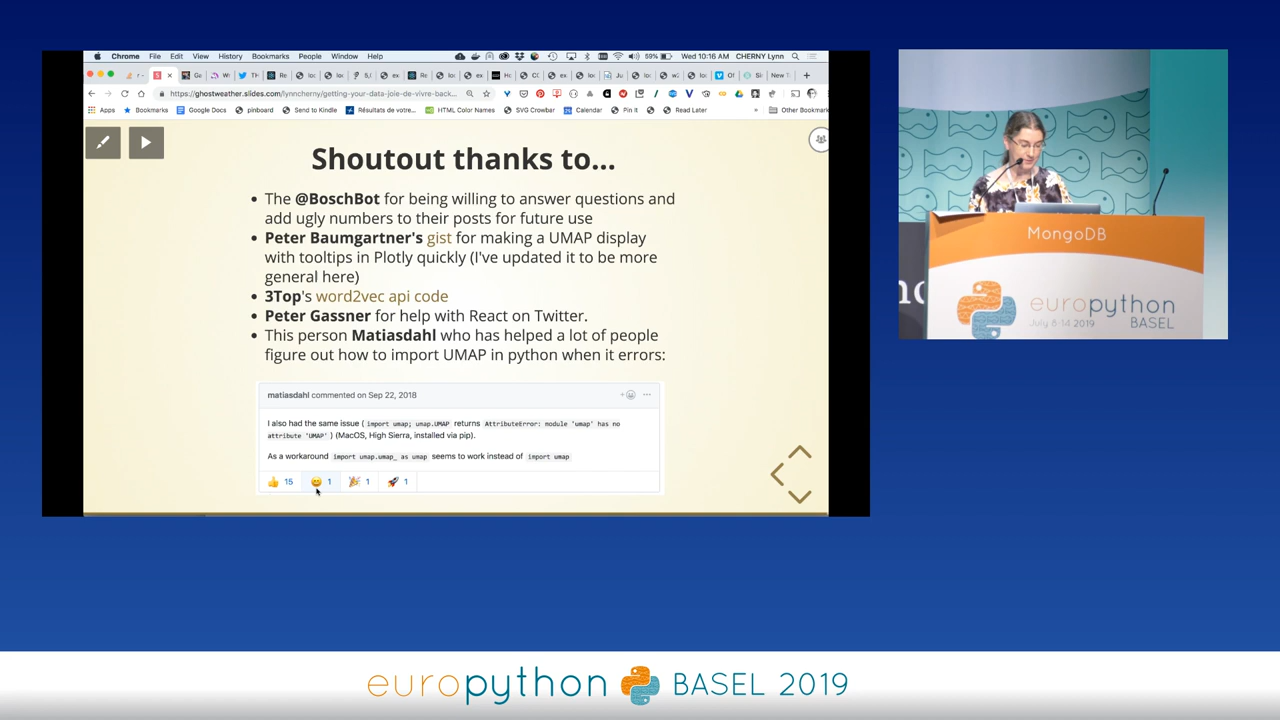 Chrome File Edit View History Bookmarks People Window Help
59% Wed 10:16 AM CHERNY Lynn
https://ghostweather.slides.com/lynncherny/getting-your-data-joie-de-vivre-back...
Apps Bookmarks Google Docs pinboard Send to Kindle Résultats de votre... HTML Color Names SVG Crowbar Calendar Pin It Read Later » Other Bookmark
Shoutout thanks to...
• The @BoschBot for being willing to answer questions and
add ugly numbers to their posts for future use
• Peter Baumgartner's gist for making a UMAP display
with tooltips in Plotly quickly (I've updated it to be more
general here)
• 3Top's word2vec api code
• Peter Gassner for help with React on Twitter.
• This person Matiasdahl who has helped a lot of people
figure out how to import UMAP in python when it errors:
matiasdahl commented on Sep 22, 2018
I also had the same issue ( import umap; umap.UMAP returns AttributeError: module 'umap' has no
attribute 'UMAP' ) (MacOS, High Sierra, installed via pip).
As a workaround import umap.umap_ as umap seems to work instead of import umap
👍 15 😄 1 🎉 1 🚀 1
MongoDB
europython
July 8-14 2019 BASEL
europython BASEL 2019